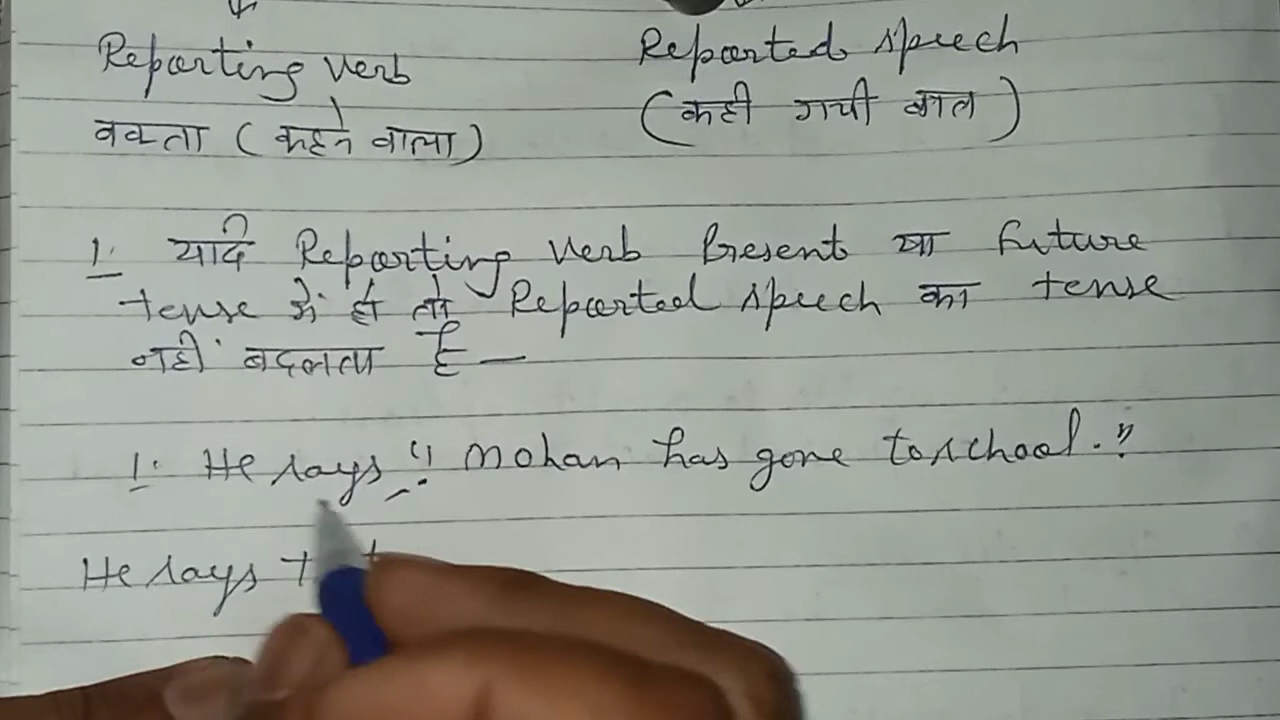 Reporting verb
Reported speech
वक्ता (कहने वाला)
(कही गयी बात)
1. यदि Reporting verb Present या Future
tense में हो तो Reported speech का tense
नहीं बदलता है—
1. He says, "Mohan has gone to school."
He says